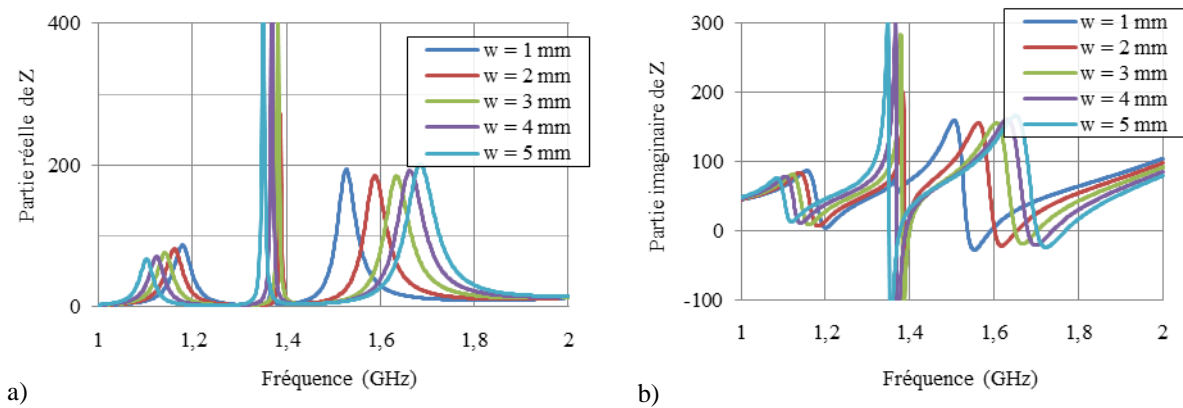 400
200
0
1
1,2
1,4
1,6
1,8
2
Partie réelle de Z
Fréquence (GHz)
w = 1 mm
w = 2 mm
w = 3 mm
w = 4 mm
w = 5 mm
a)
300
200
100
0
-100
1
1,2
1,4
1,6
1,8
2
Partie imaginaire de Z
Fréquence (GHz)
w = 1 mm
w = 2 mm
w = 3 mm
w = 4 mm
w = 5 mm
b)